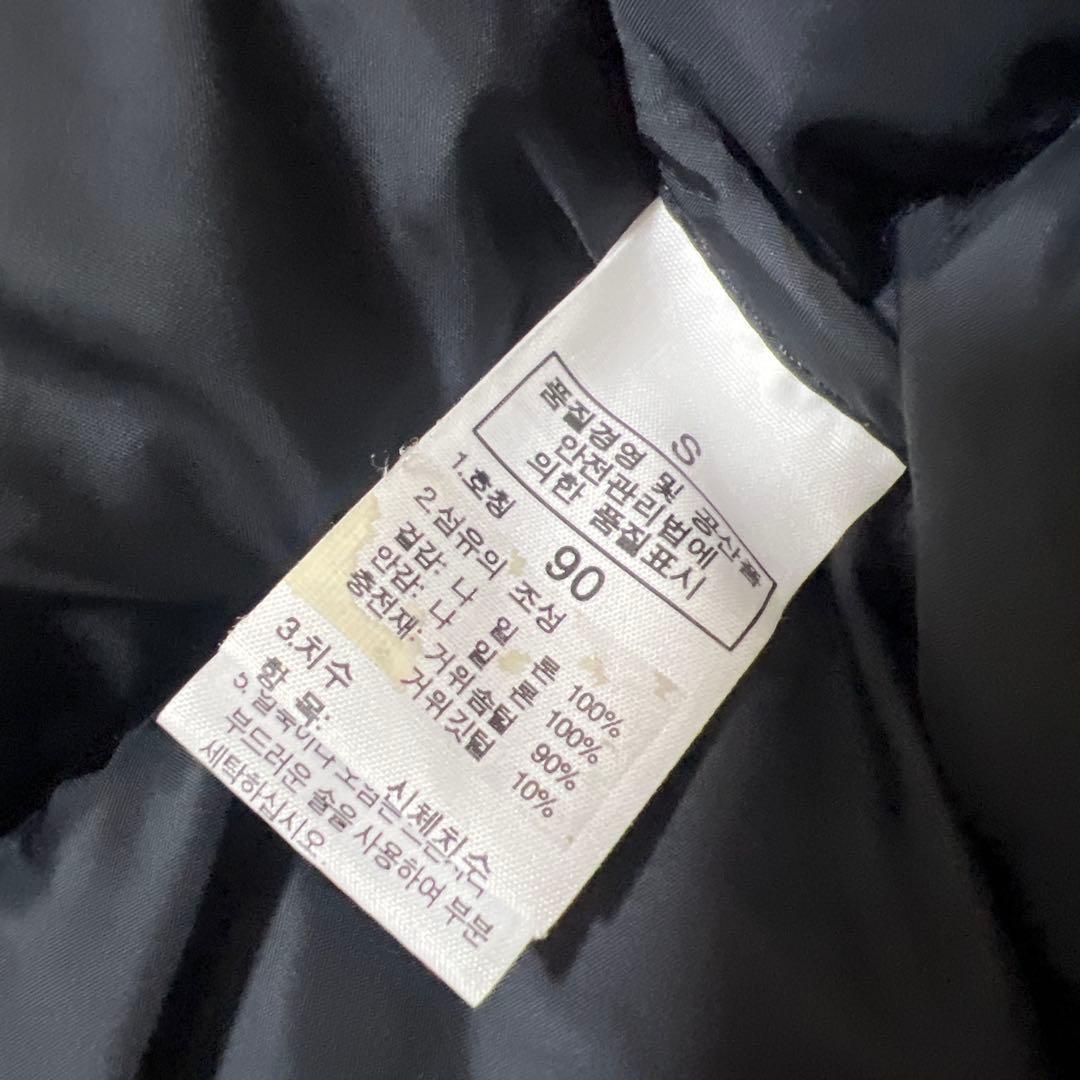 S
품질경영 및 공산품
안전관리법에
의한 품질표시
1.호칭 90
2.섬유의 조성
겉감: 나 일 론 100%
안감: 나 일 론 100%
충전재: 거위솜털 90%
거위깃털 10%
3.치수
항 목: 신체치수
부드러운 솔을 사용하여 부분
세탁하십시오.